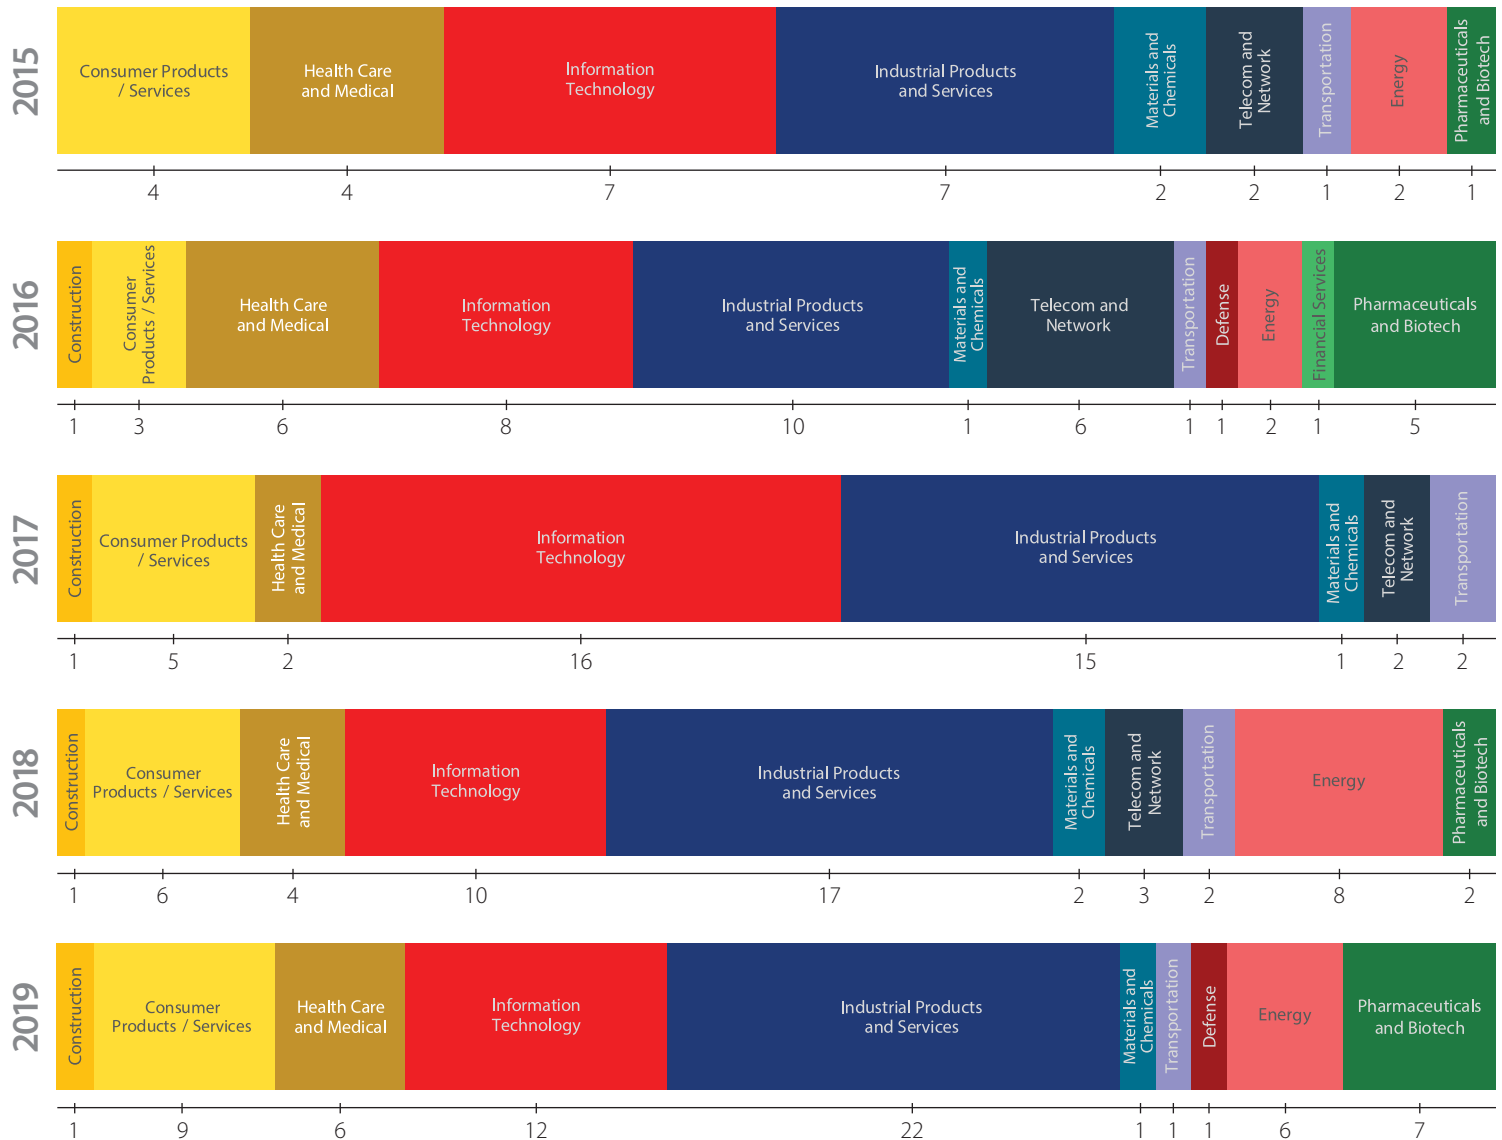 2015
Consumer Products
/ Services
Health Care
and Medical
Information
Technology
Industrial Products
and Services
Materials and
Chemicals
Telecom and
Network
Transportation
Energy
Pharmaceuticals
and Biotech
4 4 7 7 2 2 1 2 1
2016
Construction
Consumer
Products / Services
Health Care
and Medical
Information
Technology
Industrial Products
and Services
Materials and
Chemicals
Telecom and
Network
Transportation
Defense
Energy
Financial Services
Pharmaceuticals
and Biotech
1 3 6 8 10 1 6 1 1 2 1 5
2017
Construction
Consumer Products
/ Services
Health Care
and Medical
Information
Technology
Industrial Products
and Services
Materials and
Chemicals
Telecom and
Network
Transportation
1 5 2 16 15 1 2 2
2018
Construction
Consumer
Products / Services
Health Care
and Medical
Information
Technology
Industrial Products
and Services
Materials and
Chemicals
Telecom and
Network
Transportation
Energy
Pharmaceuticals
and Biotech
1 6 4 10 17 2 3 2 8 2
2019
Construction
Consumer
Products / Services
Health Care
and Medical
Information
Technology
Industrial Products
and Services
Materials and
Chemicals
Transportation
Defense
Energy
Pharmaceuticals
and Biotech
1 9 6 12 22 1 1 1 6 7